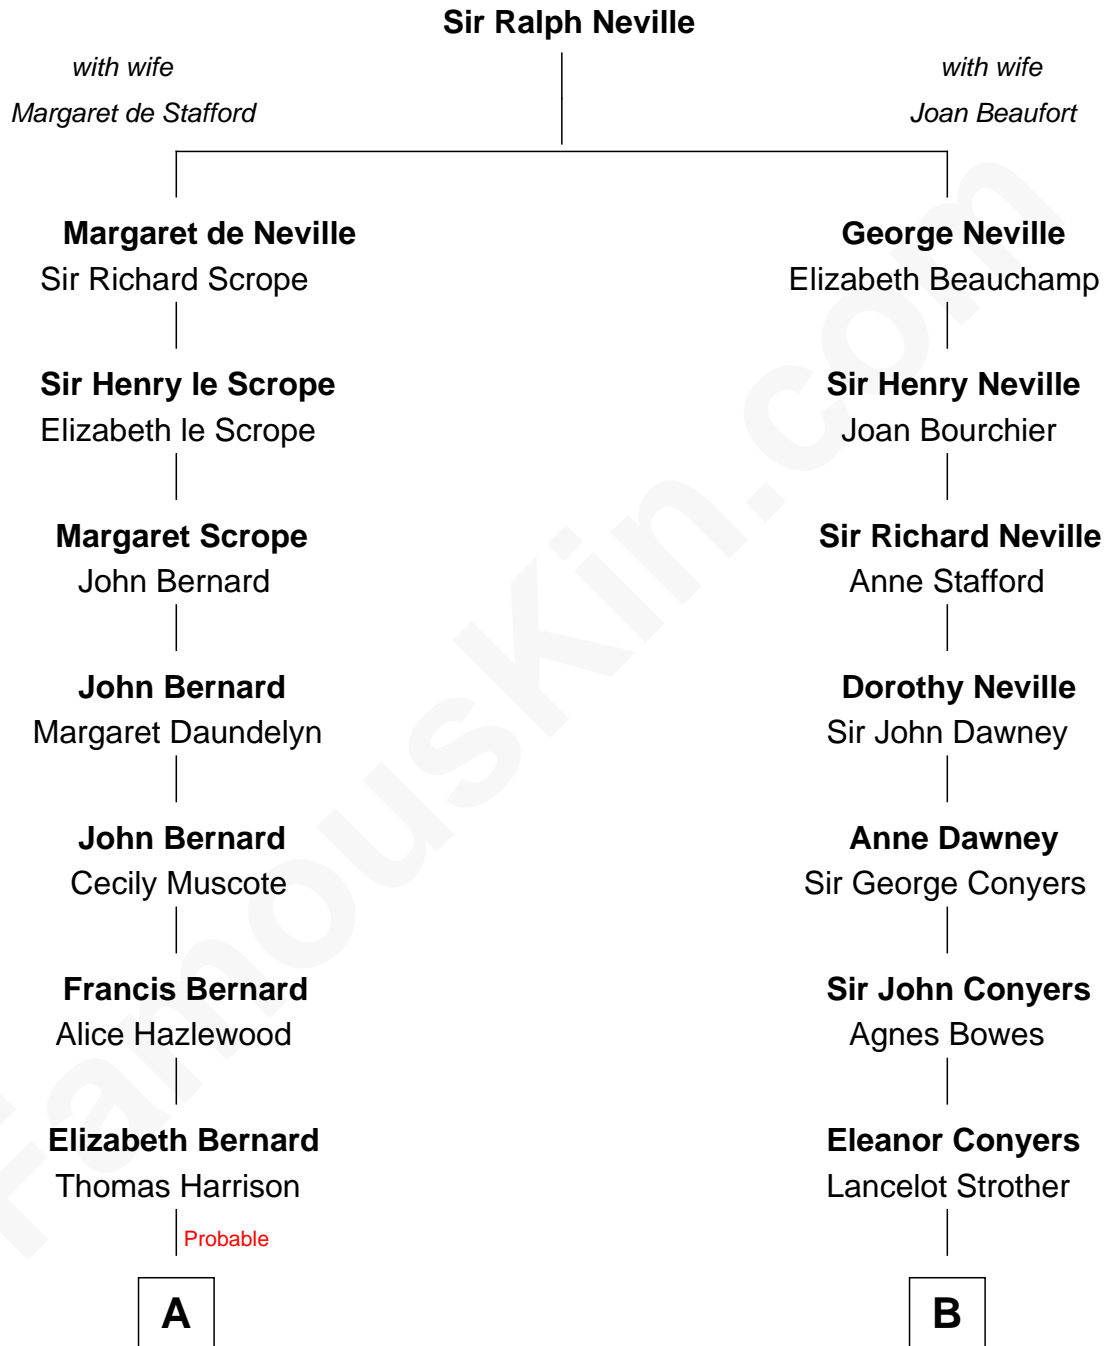 Sir Ralph Neville
with wife
Margaret de Stafford
with wife
Joan Beaufort
Margaret de Neville
Sir Richard Scrope
George Neville
Elizabeth Beauchamp
Sir Henry le Scrope
Elizabeth le Scrope
Sir Henry Neville
Joan Bourchier
Margaret Scrope
John Bernard
Sir Richard Neville
Anne Stafford
John Bernard
Margaret Daundelyn
Dorothy Neville
Sir John Dawney
John Bernard
Cecily Muscote
Anne Dawney
Sir George Conyers
Francis Bernard
Alice Hazlewood
Sir John Conyers
Agnes Bowes
Elizabeth Bernard
Thomas Harrison
Eleanor Conyers
Lancelot Strother
Probable
A
B
FamousKin.com